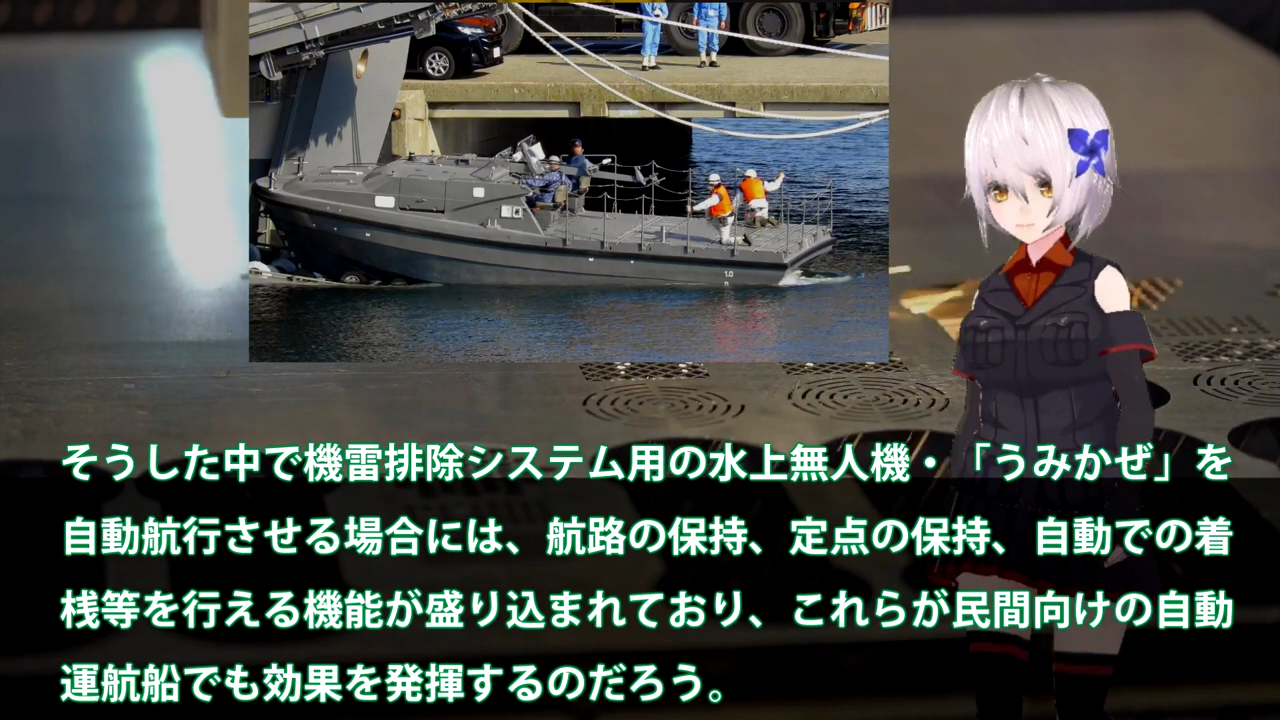 1.0
そうした中で機雷排除システム用の水上無人機・「うみかぜ」を
自動航行させる場合には、航路の保持、定点の保持、自動での着
桟等を行える機能が盛り込まれており、これらが民間向けの自動
運航船でも効果を発揮するのだろう。